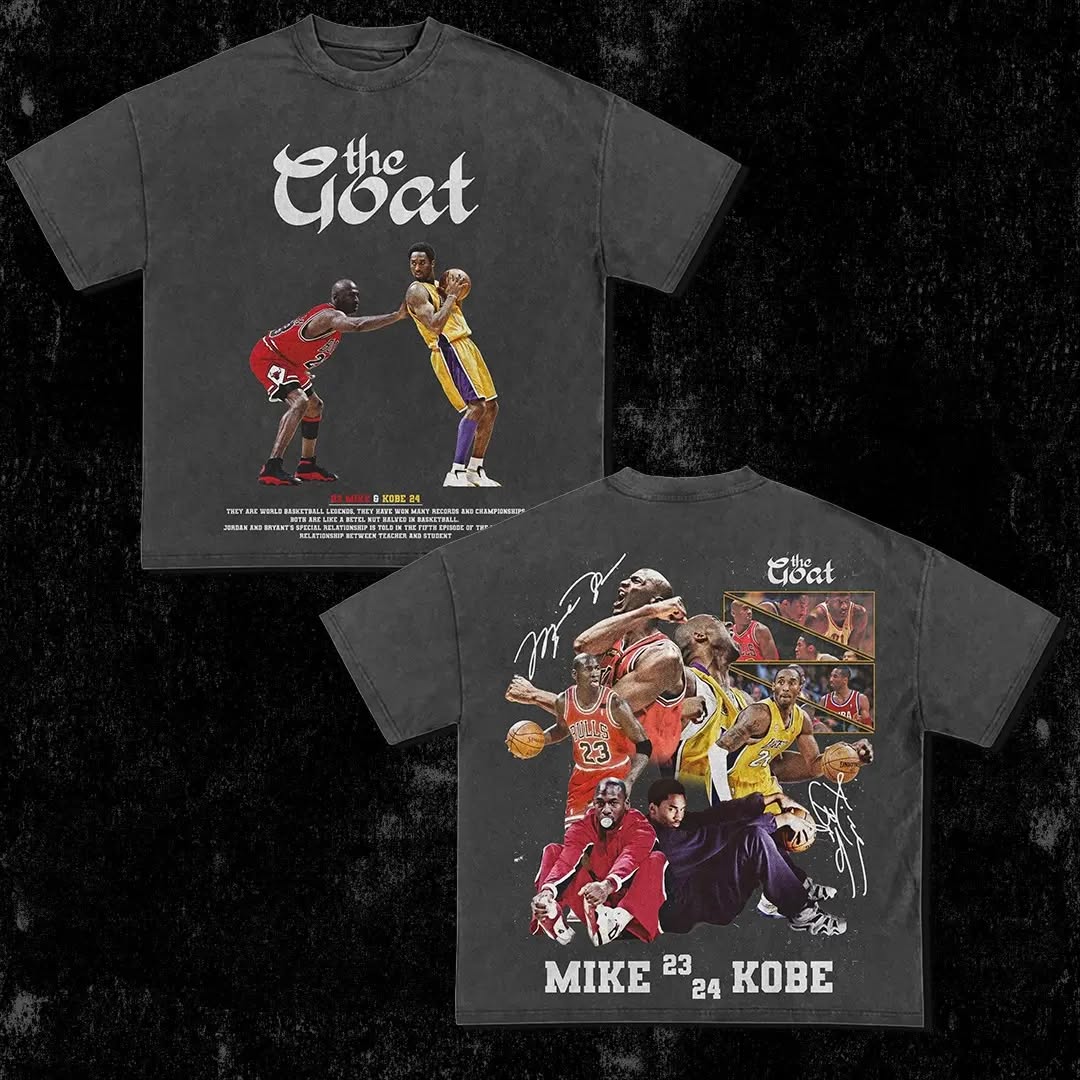 the
Goat
23 MIKE & KOBE 24
THEY ARE WORLD BASKETBALL LEGENDS, THEY HAVE WON MANY RECORDS AND CHAMPIONSHIPS
BOTH ARE LIKE A BETEL NUT HALVED IN BASKETBALL.
JORDAN AND BRYANT'S SPECIAL RELATIONSHIP IS TOLD IN THE FIFTH EPISODE OF THE
RELATIONSHIP BETWEEN TEACHER AND STUDENT
the
Goat
BULLS
23
MIKE 23 24 KOBE